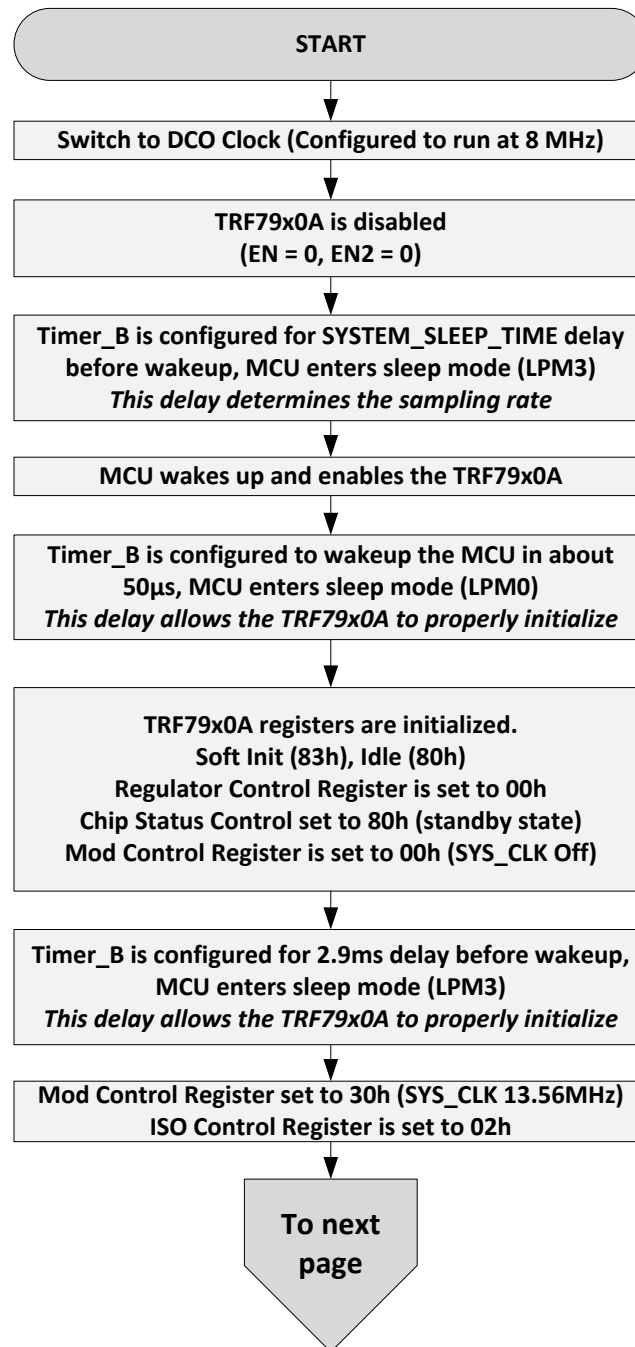 START
Switch to DCO Clock (Configured to run at 8 MHz)
TRF79x0A is disabled
(EN = 0, EN2 = 0)
Timer_B is configured for SYSTEM_SLEEP_TIME delay
before wakeup, MCU enters sleep mode (LPM3)
This delay determines the sampling rate
MCU wakes up and enables the TRF79x0A
Timer_B is configured to wakeup the MCU in about
50µs, MCU enters sleep mode (LPM0)
This delay allows the TRF79x0A to properly initialize
TRF79x0A registers are initialized.
Soft Init (83h), Idle (80h)
Regulator Control Register is set to 00h
Chip Status Control set to 80h (standby state)
Mod Control Register is set to 00h (SYS_CLK Off)
Timer_B is configured for 2.9ms delay before wakeup,
MCU enters sleep mode (LPM3)
This delay allows the TRF79x0A to properly initialize
Mod Control Register set to 30h (SYS_CLK 13.56MHz)
ISO Control Register is set to 02h
To next
page